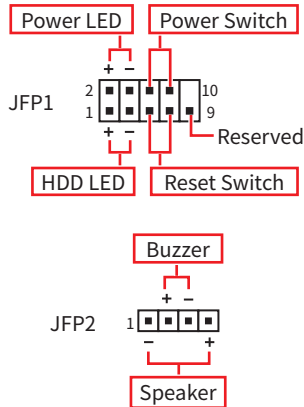 Power LED Power Switch
+ −
JFP1 2 10
1 9
+ −
Reserved
HDD LED Reset Switch
Buzzer
+ −
JFP2 1
− +
Speaker